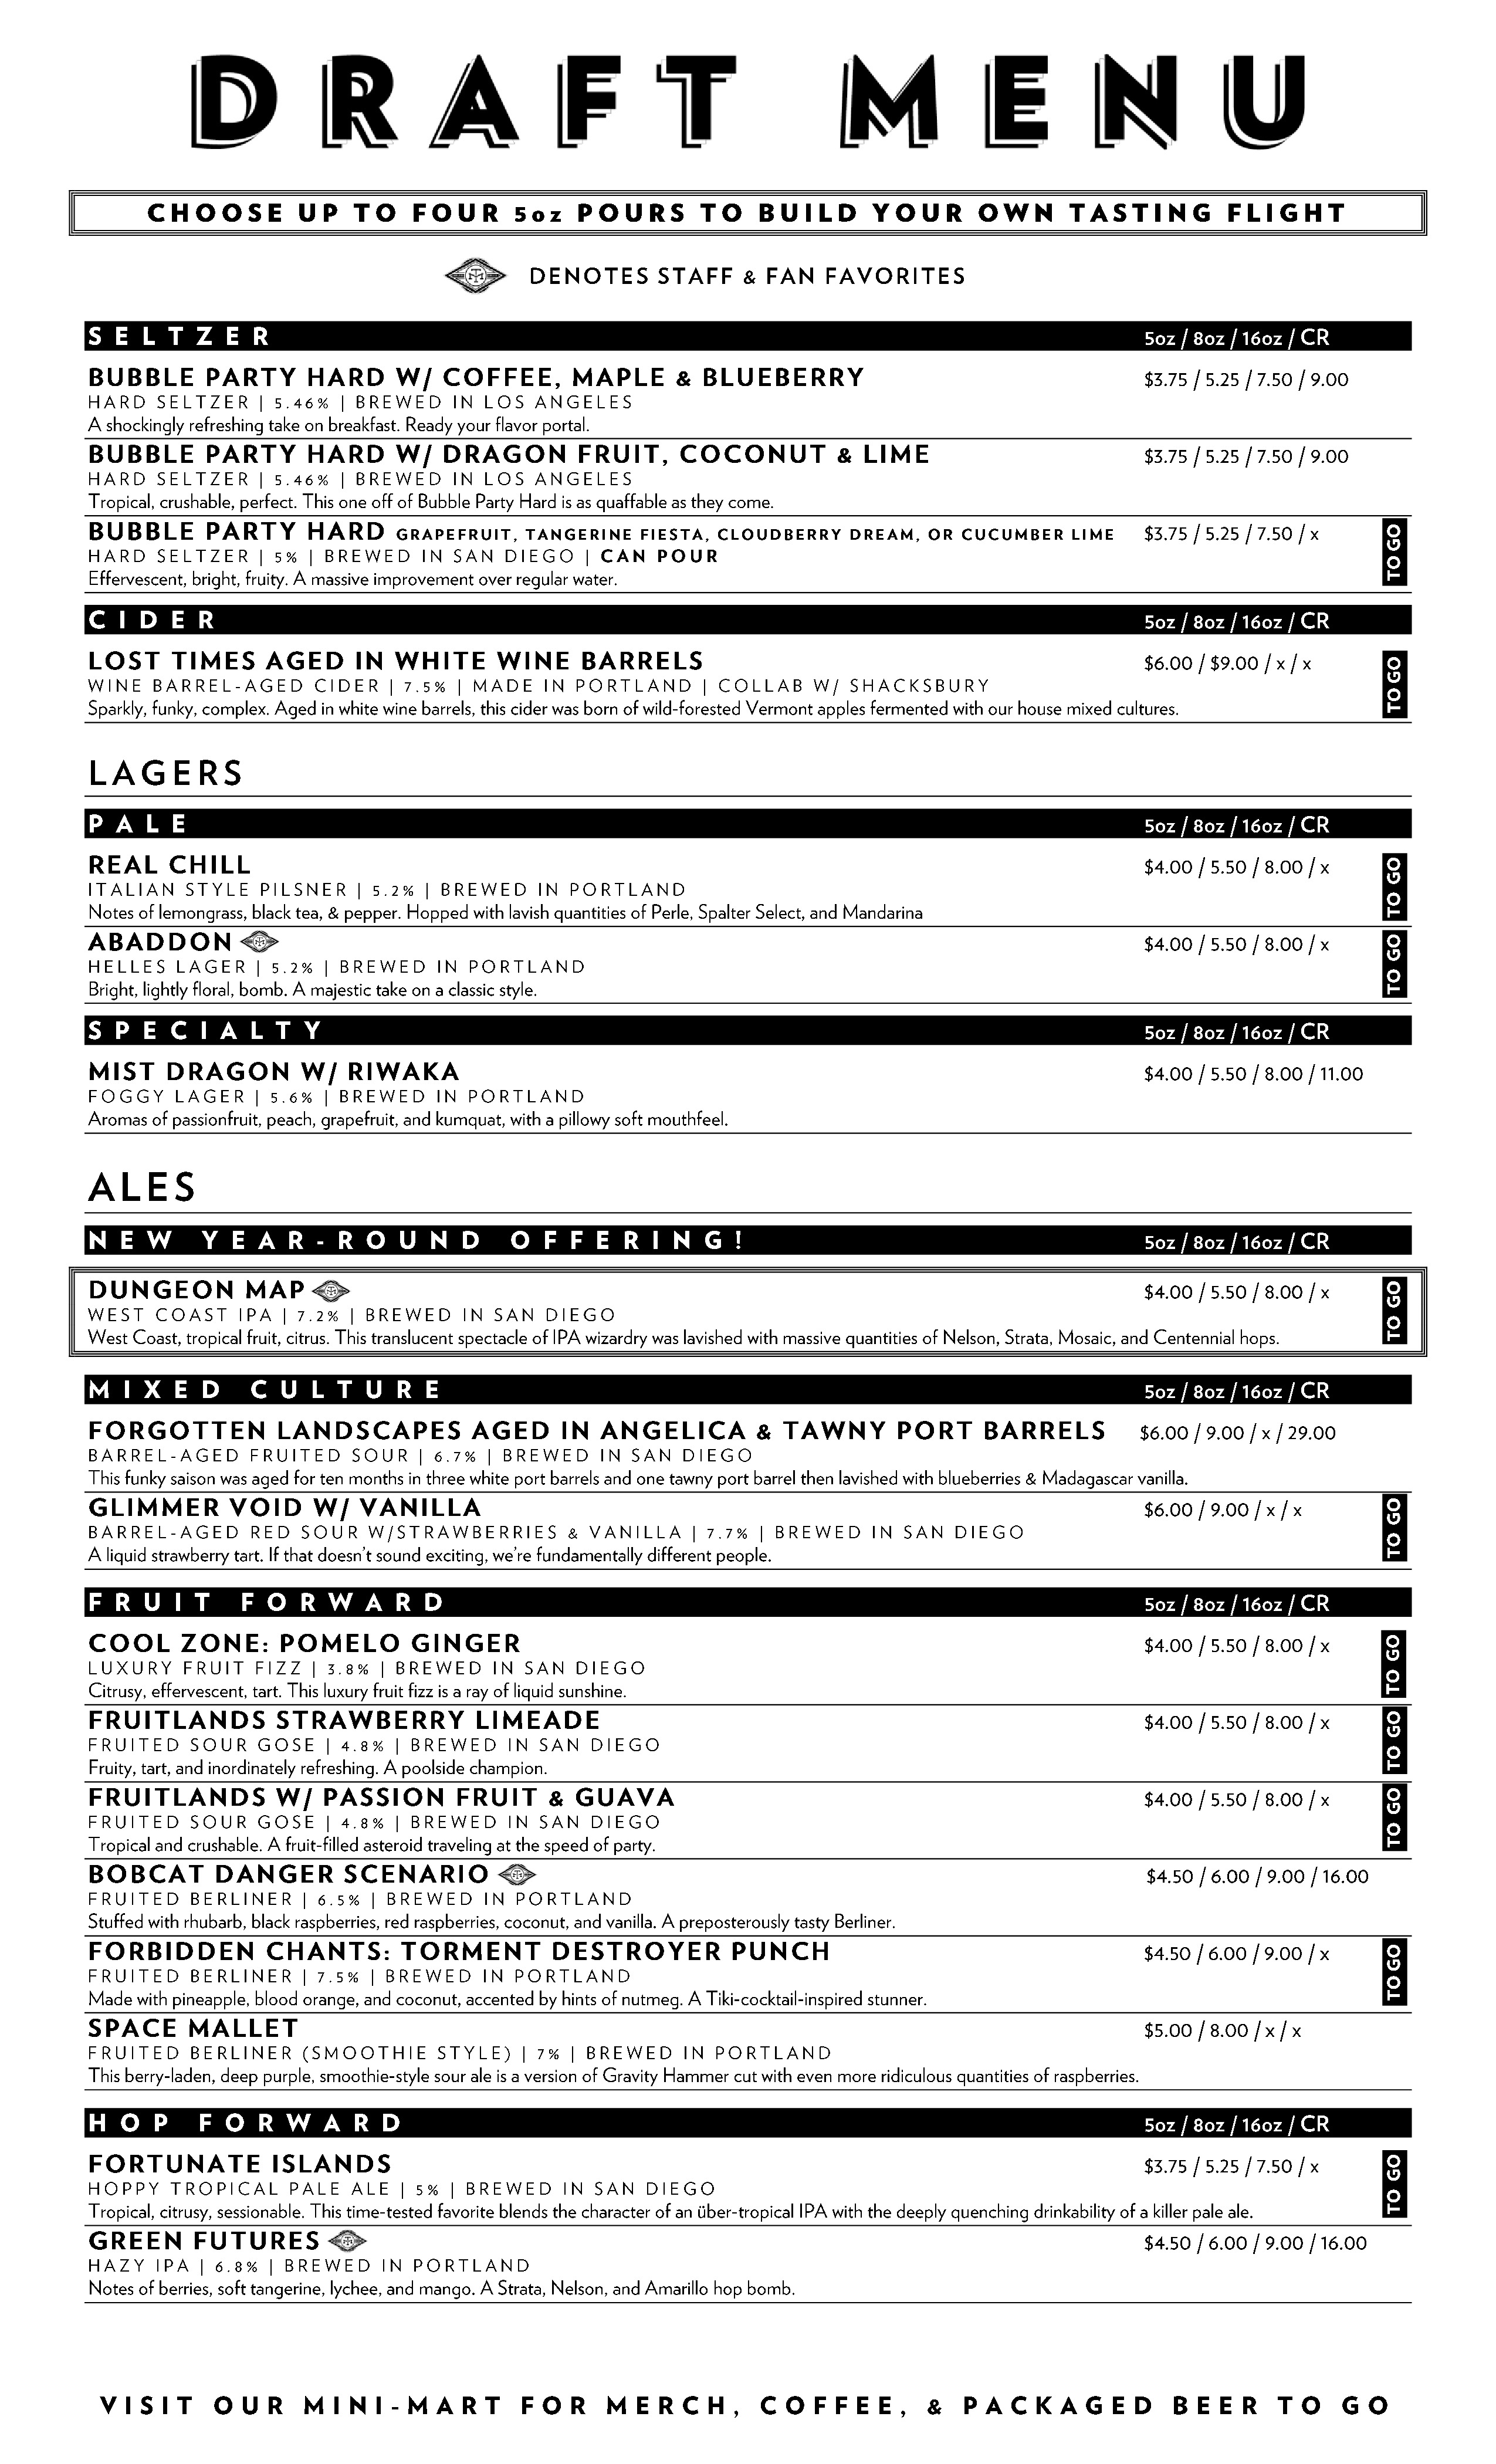 DRAFT MENU
CHOOSE UP TO FOUR 5oz POURS TO BUILD YOUR OWN TASTING FLIGHT
DENOTES STAFF & FAN FAVORITES
SELTZER 5oz / 8oz / 16oz / CR
BUBBLE PARTY HARD W/ COFFEE, MAPLE & BLUEBERRY $3.75 / 5.25 / 7.50 / 9.00
HARD SELTZER | 5.46% | BREWED IN LOS ANGELES
A shockingly refreshing take on breakfast. Ready your flavor portal.
BUBBLE PARTY HARD W/ DRAGON FRUIT, COCONUT & LIME $3.75 / 5.25 / 7.50 / 9.00
HARD SELTZER | 5.46% | BREWED IN LOS ANGELES
Tropical, crushable, perfect. This one off of Bubble Party Hard is as quaffable as they come.
BUBBLE PARTY HARD GRAPEFRUIT, TANGERINE FIESTA, CLOUDBERRY DREAM, OR CUCUMBER LIME $3.75 / 5.25 / 7.50 / x TO GO
HARD SELTZER | 5% | BREWED IN SAN DIEGO | CAN POUR
Effervescent, bright, fruity. A massive improvement over regular water.
CIDER 5oz / 8oz / 16oz / CR
LOST TIMES AGED IN WHITE WINE BARRELS $6.00 / $9.00 / x / x TO GO
WINE BARREL-AGED CIDER | 7.5% | MADE IN PORTLAND | COLLAB W/ SHACKSBURY
Sparkly, funky, complex. Aged in white wine barrels, this cider was born of wild-forested Vermont apples fermented with our house mixed cultures.
LAGERS
PALE 5oz / 8oz / 16oz / CR
REAL CHILL $4.00 / 5.50 / 8.00 / x TO GO
ITALIAN STYLE PILSNER | 5.2% | BREWED IN PORTLAND
Notes of lemongrass, black tea, & pepper. Hopped with lavish quantities of Perle, Spalter Select, and Mandarina
ABADDON $4.00 / 5.50 / 8.00 / x TO GO
HELLES LAGER | 5.2% | BREWED IN PORTLAND
Bright, lightly floral, bomb. A majestic take on a classic style.
SPECIALTY 5oz / 8oz / 16oz / CR
MIST DRAGON W/ RIWAKA $4.00 / 5.50 / 8.00 / 11.00
FOGGY LAGER | 5.6% | BREWED IN PORTLAND
Aromas of passionfruit, peach, grapefruit, and kumquat, with a pillowy soft mouthfeel.
ALES
NEW YEAR-ROUND OFFERING! 5oz / 8oz / 16oz / CR
DUNGEON MAP $4.00 / 5.50 / 8.00 / x TO GO
WEST COAST IPA | 7.2% | BREWED IN SAN DIEGO
West Coast, tropical fruit, citrus. This translucent spectacle of IPA wizardry was lavished with massive quantities of Nelson, Strata, Mosaic, and Centennial hops.
MIXED CULTURE 5oz / 8oz / 16oz / CR
FORGOTTEN LANDSCAPES AGED IN ANGELICA & TAWNY PORT BARRELS $6.00 / 9.00 / x / 29.00
BARREL-AGED FRUITED SOUR | 6.7% | BREWED IN SAN DIEGO
This funky saison was aged for ten months in three white port barrels and one tawny port barrel then lavished with blueberries & Madagascar vanilla.
GLIMMER VOID W/ VANILLA $6.00 / 9.00 / x / x TO GO
BARREL-AGED RED SOUR W/STRAWBERRIES & VANILLA | 7.7% | BREWED IN SAN DIEGO
A liquid strawberry tart. If that doesn't sound exciting, we're fundamentally different people.
FRUIT FORWARD 5oz / 8oz / 16oz / CR
COOL ZONE: POMELO GINGER $4.00 / 5.50 / 8.00 / x TO GO
LUXURY FRUIT FIZZ | 3.8% | BREWED IN SAN DIEGO
Citrusy, effervescent, tart. This luxury fruit fizz is a ray of liquid sunshine.
FRUITLANDS STRAWBERRY LIMEADE $4.00 / 5.50 / 8.00 / x TO GO
FRUITED SOUR GOSE | 4.8% | BREWED IN SAN DIEGO
Fruity, tart, and inordinately refreshing. A poolside champion.
FRUITLANDS W/ PASSION FRUIT & GUAVA $4.00 / 5.50 / 8.00 / x TO GO
FRUITED SOUR GOSE | 4.8% | BREWED IN SAN DIEGO
Tropical and crushable. A fruit-filled asteroid traveling at the speed of party.
BOBCAT DANGER SCENARIO $4.50 / 6.00 / 9.00 / 16.00
FRUITED BERLINER | 6.5% | BREWED IN PORTLAND
Stuffed with rhubarb, black raspberries, red raspberries, coconut, and vanilla. A preposterously tasty Berliner.
FORBIDDEN CHANTS: TORMENT DESTROYER PUNCH $4.50 / 6.00 / 9.00 / x TO GO
FRUITED BERLINER | 7.5% | BREWED IN PORTLAND
Made with pineapple, blood orange, and coconut, accented by hints of nutmeg. A Tiki-cocktail-inspired stunner.
SPACE MALLET $5.00 / 8.00 / x / x
FRUITED BERLINER (SMOOTHIE STYLE) | 7% | BREWED IN PORTLAND
This berry-laden, deep purple, smoothie-style sour ale is a version of Gravity Hammer cut with even more ridiculous quantities of raspberries.
HOP FORWARD 5oz / 8oz / 16oz / CR
FORTUNATE ISLANDS $3.75 / 5.25 / 7.50 / x TO GO
HOPPY TROPICAL PALE ALE | 5% | BREWED IN SAN DIEGO
Tropical, citrusy, sessionable. This time-tested favorite blends the character of an über-tropical IPA with the deeply quenching drinkability of a killer pale ale.
GREEN FUTURES $4.50 / 6.00 / 9.00 / 16.00
HAZY IPA | 6.8% | BREWED IN PORTLAND
Notes of berries, soft tangerine, lychee, and mango. A Strata, Nelson, and Amarillo hop bomb.
VISIT OUR MINI-MART FOR MERCH, COFFEE, & PACKAGED BEER TO GO